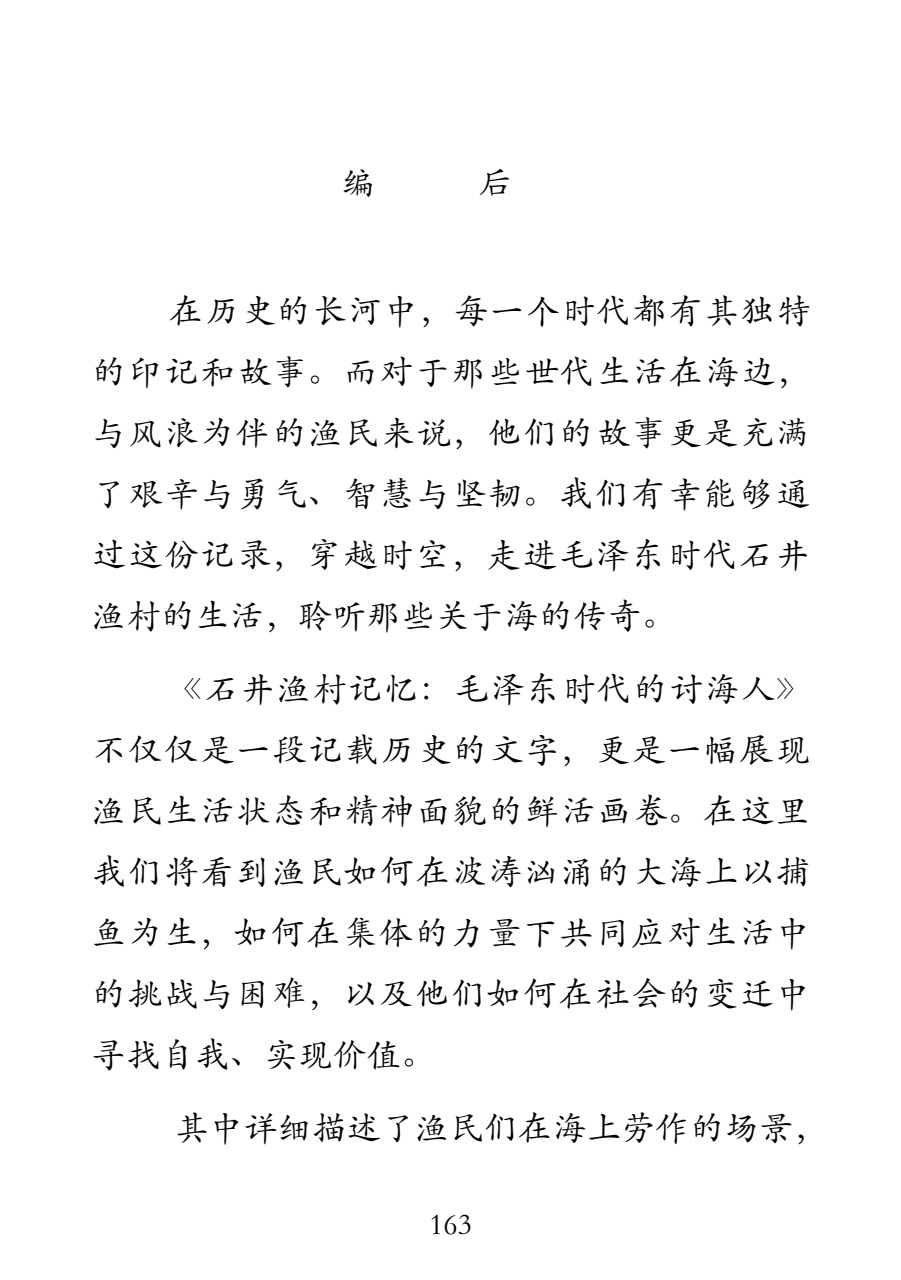 编 后
在历史的长河中，每一个时代都有其独特
的印记和故事。而对于那些世代生活在海边，
与风浪为伴的渔民来说，他们的故事更是充满
了艰辛与勇气、智慧与坚韧。我们有幸能够通
过这份记录，穿越时空，走进毛泽东时代石井
渔村的生活，聆听那些关于海的传奇。
《石井渔村记忆：毛泽东时代的讨海人》
不仅仅是一段记载历史的文字，更是一幅展现
渔民生活状态和精神面貌的鲜活画卷。在这里
我们将看到渔民如何在波涛汹涌的大海上以捕
鱼为生，如何在集体的力量下共同应对生活中
的挑战与困难，以及他们如何在社会的变迁中
寻找自我、实现价值。
其中详细描述了渔民们在海上劳作的场景，
163